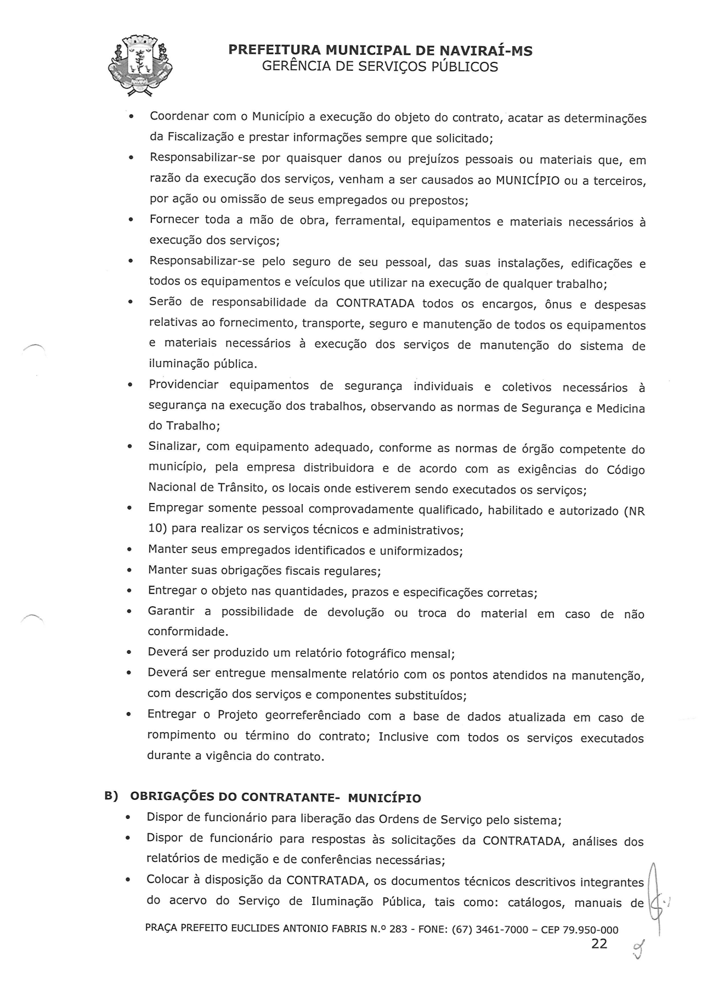 PREFEITURA MUNICIPAL DE NAVIRAÍ-MS
GERÊNCIA DE SERVIÇOS PÚBLICOS
NAVIRAÍ
• Coordenar com o Município a execução do objeto do contrato, acatar as determinações
da Fiscalização e prestar informações sempre que solicitado;
• Responsabilizar-se por quaisquer danos ou prejuízos pessoais ou materiais que, em
razão da execução dos serviços, venham a ser causados ao MUNICÍPIO ou a terceiros,
por ação ou omissão de seus empregados ou prepostos;
• Fornecer toda a mão de obra, ferramental, equipamentos e materiais necessários à
execução dos serviços;
• Responsabilizar-se pelo seguro de seu pessoal, das suas instalações, edificações e
todos os equipamentos e veículos que utilizar na execução de qualquer trabalho;
• Serão de responsabilidade da CONTRATADA todos os encargos, ônus e despesas
relativas ao fornecimento, transporte, seguro e manutenção de todos os equipamentos
e materiais necessários à execução dos serviços de manutenção do sistema de
iluminação pública.
• Providenciar equipamentos de segurança individuais e coletivos necessários à
segurança na execução dos trabalhos, observando as normas de Segurança e Medicina
do Trabalho;
• Sinalizar, com equipamento adequado, conforme as normas de órgão competente do
município, pela empresa distribuidora e de acordo com as exigências do Código
Nacional de Trânsito, os locais onde estiverem sendo executados os serviços;
• Empregar somente pessoal comprovadamente qualificado, habilitado e autorizado (NR
10) para realizar os serviços técnicos e administrativos;
• Manter seus empregados identificados e uniformizados;
• Manter suas obrigações fiscais regulares;
• Entregar o objeto nas quantidades, prazos e especificações corretas;
• Garantir a possibilidade de devolução ou troca do material em caso de não
conformidade.
• Deverá ser produzido um relatório fotográfico mensal;
• Deverá ser entregue mensalmente relatório com os pontos atendidos na manutenção,
com descrição dos serviços e componentes substituídos;
• Entregar o Projeto georreferênciado com a base de dados atualizada em caso de
rompimento ou término do contrato; Inclusive com todos os serviços executados
durante a vigência do contrato.
B) OBRIGAÇÕES DO CONTRATANTE- MUNICÍPIO
• Dispor de funcionário para liberação das Ordens de Serviço pelo sistema;
• Dispor de funcionário para respostas às solicitações da CONTRATADA, análises dos
relatórios de medição e de conferências necessárias;
• Colocar à disposição da CONTRATADA, os documentos técnicos descritivos integrantes
do acervo do Serviço de Iluminação Pública, tais como: catálogos, manuais de
PRAÇA PREFEITO EUCLIDES ANTONIO FABRIS N.º 283 - FONE: (67) 3461-7000 – CEP 79.950-000
22